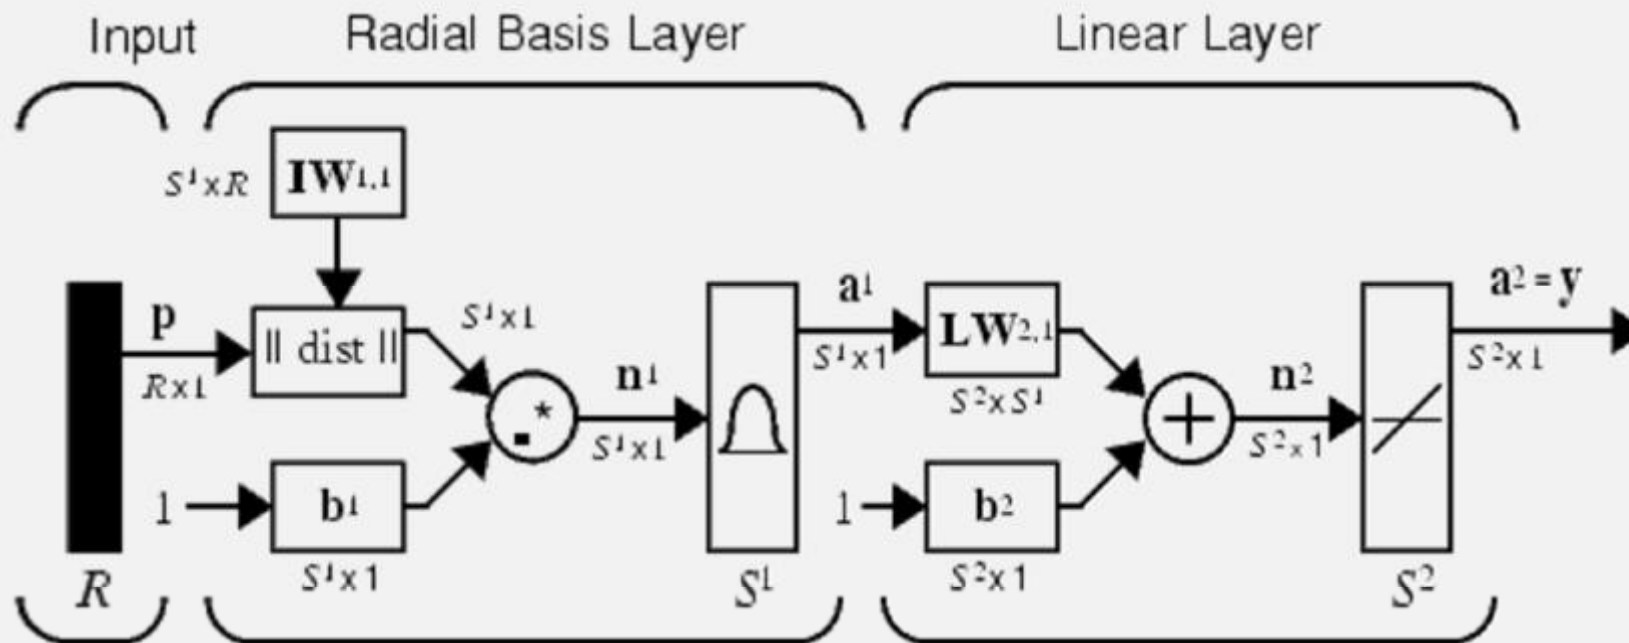 Input Radial Basis Layer Linear Layer
S¹xR IW1,1
p || dist || S¹x1 a¹ LW2,1 a² = y
Rx1 .* n¹ S¹x1 S²xS¹ + n² S²x1
S¹x1 S²x1
1 b¹ 1 b²
S¹x1 S²x1
R S¹ S²